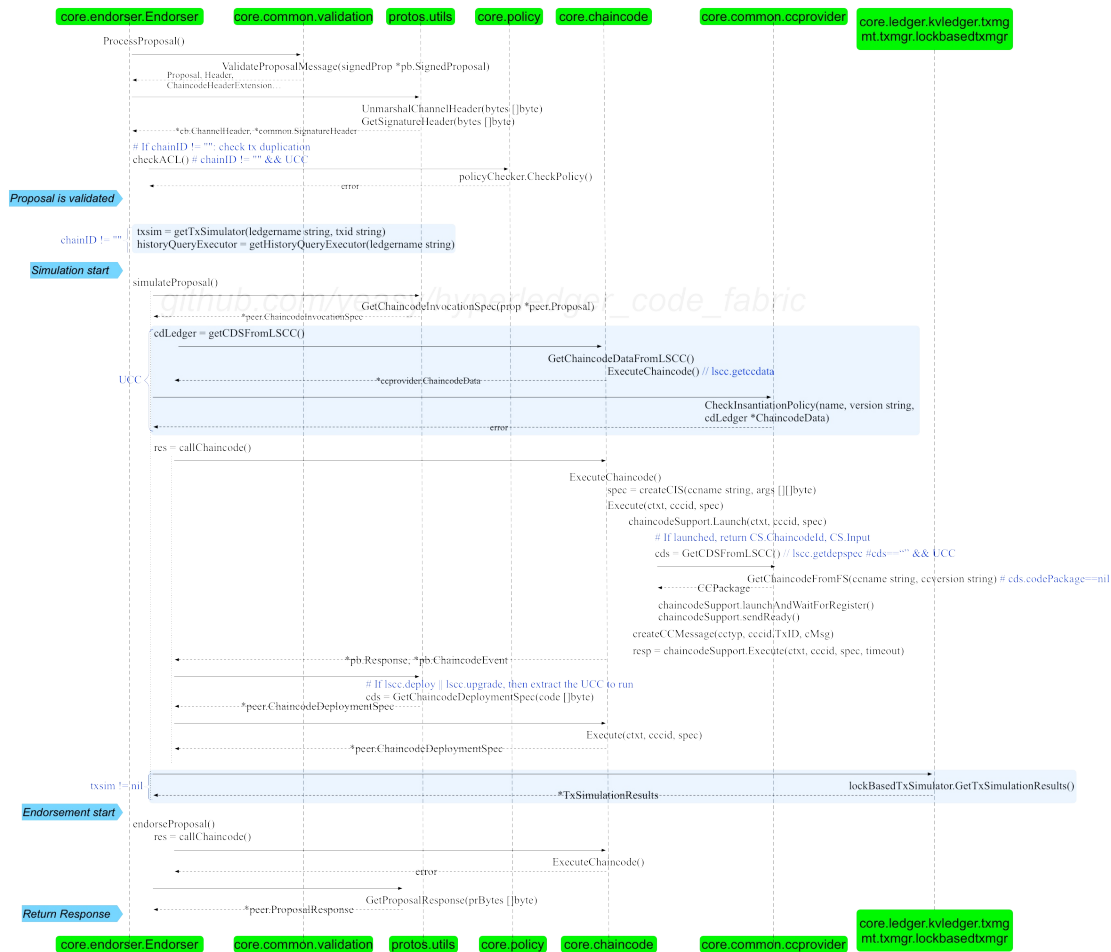 core.endorser.Endorser
core.common.validation
protos.utils
core.policy
core.chaincode
core.common.ccprovider
core.ledger.kvledger.txmg
mt.txmgr.lockbasedtxmgr
ProcessProposal()
ValidateProposalMessage(signedProp *pb.SignedProposal)
Proposal, Header,
ChaincodeHeaderExtension...
UnmarshalChannelHeader(bytes []byte)
GetSignatureHeader(bytes []byte)
*cb.ChannelHeader, *common.SignatureHeader
# If chainID != "": check tx duplication
checkACL() # chainID != "" && UCC
policyChecker.CheckPolicy()
error
Proposal is validated
txsim = getTxSimulator(ledgername string, txid string)
chainID != ""
historyQueryExecutor = getHistoryQueryExecutor(ledgername string)
Simulation start
simulateProposal()
github.com/yeasy/hyperledger_code_fabric
GetChaincodeInvocationSpec(prop *peer.Proposal)
*peer.ChaincodeInvocationSpec
cdLedger = getCDSFromLSCC()
GetChaincodeDataFromLSCC()
ExecuteChaincode() // lscc.getccdata
UCC
*ccprovider.ChaincodeData
CheckInsantiationPolicy(name, version string,
cdLedger *ChaincodeData)
error
res = callChaincode()
ExecuteChaincode()
spec = createCIS(ccname string, args [][]byte)
Execute(ctxt, cccid, spec)
chaincodeSupport.Launch(ctxt, cccid, spec)
# If launched, return CS.ChaincodeId, CS.Input
cds = GetCDSFromLSCC() // lscc.getdepspec #cds==“” && UCC
GetChaincodeFromFS(ccname string, ccversion string) # cds.codePackage==nil
CCPackage
chaincodeSupport.launchAndWaitForRegister()
chaincodeSupport.sendReady()
createCCMessage(cctyp, cccid.TxID, cMsg)
resp = chaincodeSupport.Execute(ctxt, cccid, spec, timeout)
*pb.Response, *pb.ChaincodeEvent
# If lscc.deploy || lscc.upgrade, then extract the UCC to run
cds = GetChaincodeDeploymentSpec(code []byte)
*peer.ChaincodeDeploymentSpec
Execute(ctxt, cccid, spec)
*peer.ChaincodeDeploymentSpec
txsim != nil
lockBasedTxSimulator.GetTxSimulationResults()
*TxSimulationResults
Endorsement start
endorseProposal()
res = callChaincode()
ExecuteChaincode()
error
GetProposalResponse(prBytes []byte)
*peer.ProposalResponse
Return Response
core.endorser.Endorser
core.common.validation
protos.utils
core.policy
core.chaincode
core.common.ccprovider
core.ledger.kvledger.txmg
mt.txmgr.lockbasedtxmgr